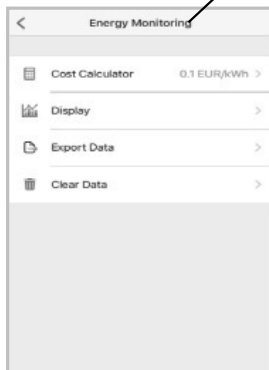 Energy Monitoring
Cost Calculator 0.1 EUR/kWh
Display
Export Data
Clear Data